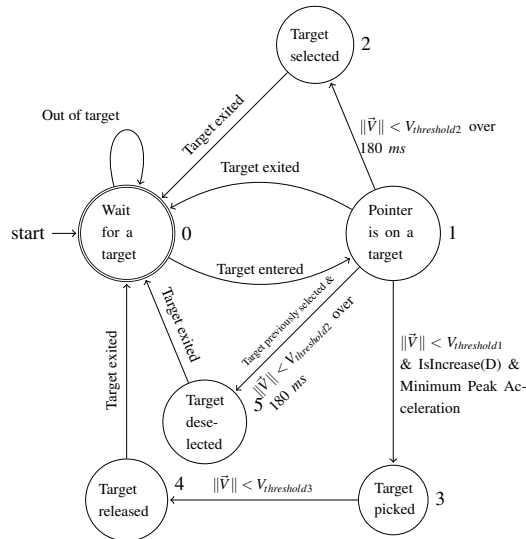 Target
selected
2
Out of target
Target exited
‖V⃗‖ < Vthreshold2 over
180 ms
Target exited
start
Wait
for a
target
0
Pointer
is on a
target
1
Target entered
Target previously selected &
‖V⃗‖ < Vthreshold2 over
180 ms
Target exited
‖V⃗‖ < Vthreshold1
& IsIncrease(D) &
Minimum Peak Ac-
celeration
Target
dese-
lected
5
Target exited
Target
released
4
‖V⃗‖ < Vthreshold3
Target
picked
3